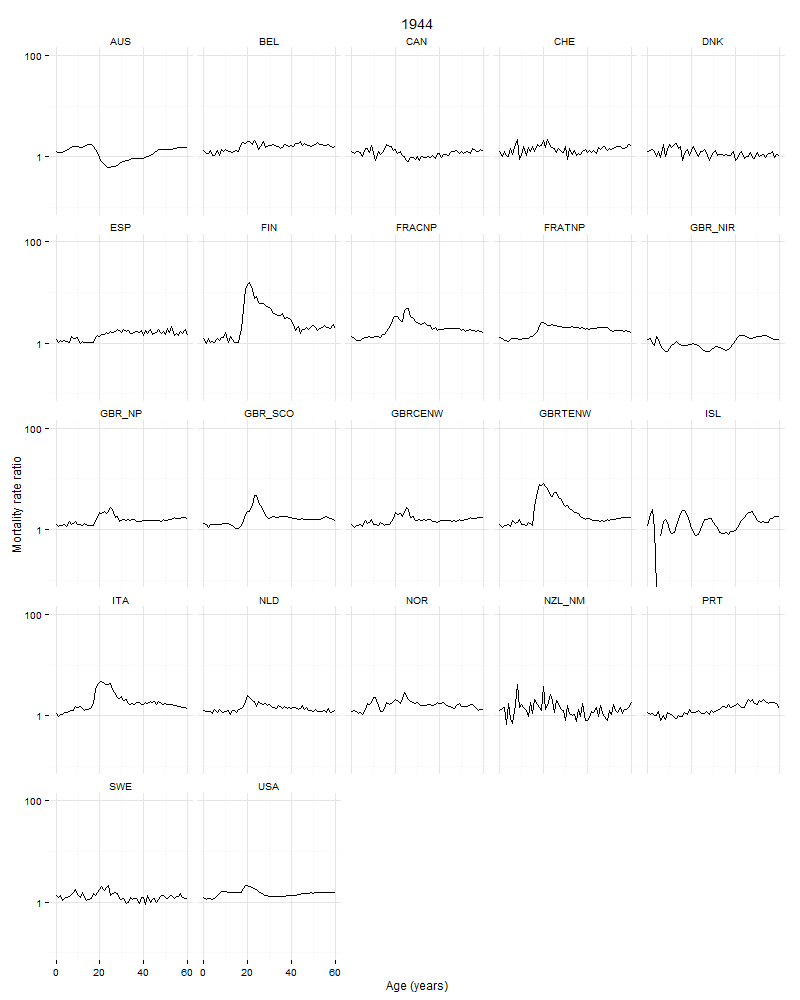 1944
AUS BEL CAN CHE DNK
100
1
ESP FIN FRACNP FRATNP GBR_NIR
100
1
GBR_NP GBR_SCO GBRCENW GBRTENW ISL
100
1
Mortality rate ratio
ITA NLD NOR NZL_NM PRT
100
1
SWE USA
100
1
0 20 40 60 0 20 40 60
Age (years)